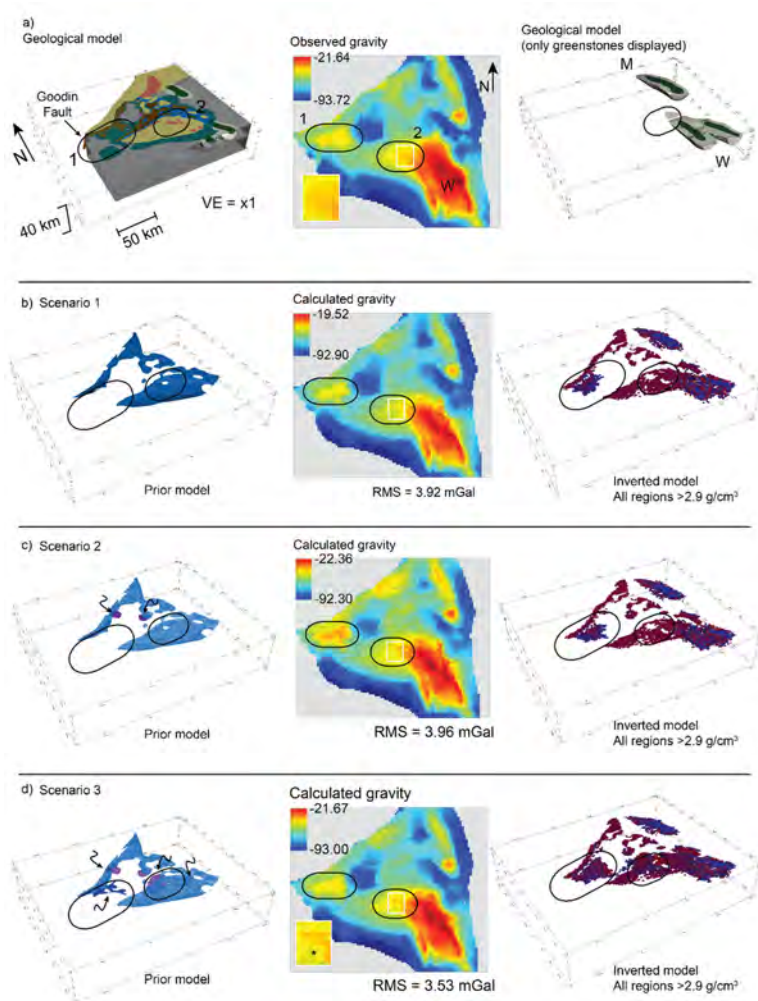 a)
Geological model
Observed gravity
Geological model
(only greenstones displayed)
-21.64
-93.72
N
M
W
Goodin
Fault
1
2
N
1
2
W
VE = x1
40 km
50 km
b) Scenario 1
Calculated gravity
-19.52
-92.90
Prior model
RMS = 3.92 mGal
Inverted model
All regions >2.9 g/cm³
c) Scenario 2
Calculated gravity
-22.36
-92.30
Prior model
RMS = 3.96 mGal
Inverted model
All regions >2.9 g/cm³
d) Scenario 3
Calculated gravity
-21.67
-93.00
Prior model
RMS = 3.53 mGal
Inverted model
All regions >2.9 g/cm³